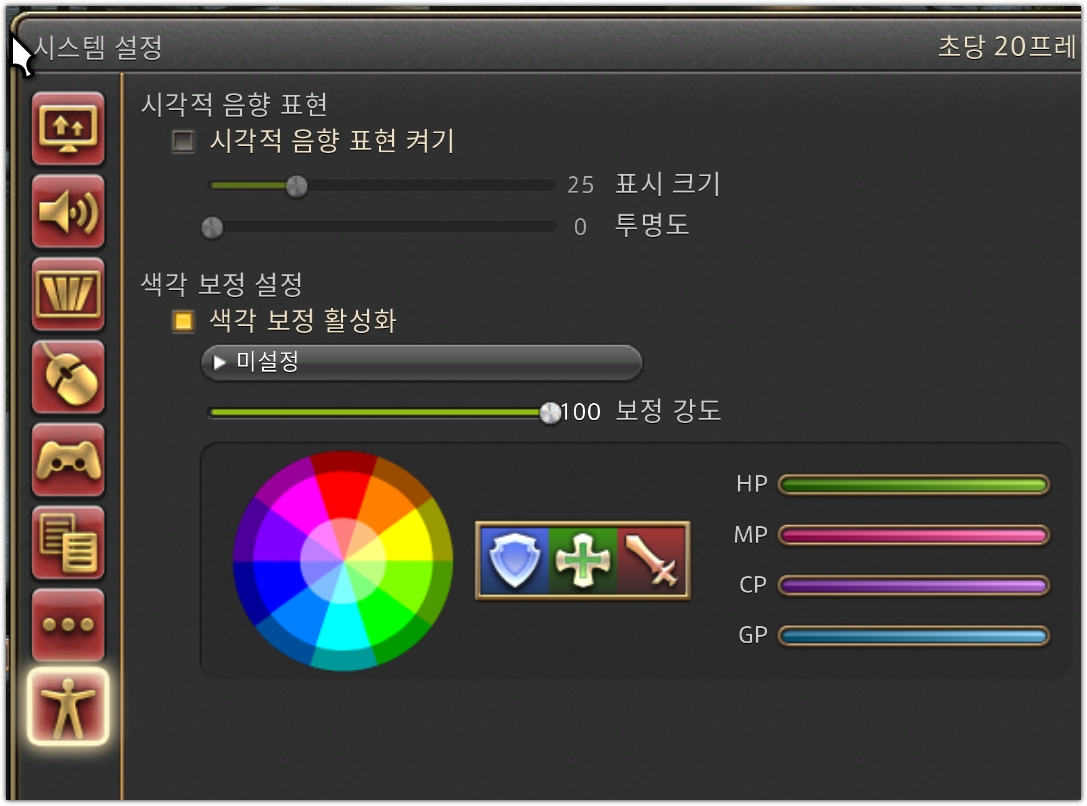 시스템 설정 초당 20프레
시각적 음향 표현
시각적 음향 표현 켜기
25 표시 크기
0 투명도
색각 보정 설정
색각 보정 활성화
미설정
100 보정 강도
HP
MP
CP
GP